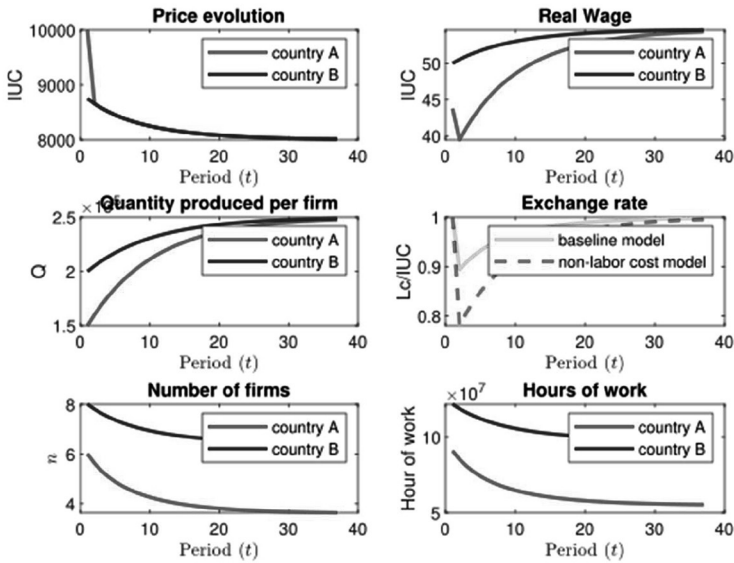 Price evolution
IUC
10000
9000
8000
country A
country B
0
10
20
30
40
Period (t)
Real Wage
IUC
50
45
40
country A
country B
0
10
20
30
40
Period (t)
Quantity produced per firm
×10⁵
Q
2.5
2
1.5
country A
country B
0
10
20
30
40
Period (t)
Exchange rate
Lc/IUC
1
0.9
0.8
baseline model
non-labor cost model
0
10
20
30
40
Period (t)
Number of firms
n
8
6
4
country A
country B
0
10
20
30
40
Period (t)
Hours of work
×10⁷
Hour of work
10
5
country A
country B
0
10
20
30
40
Period (t)